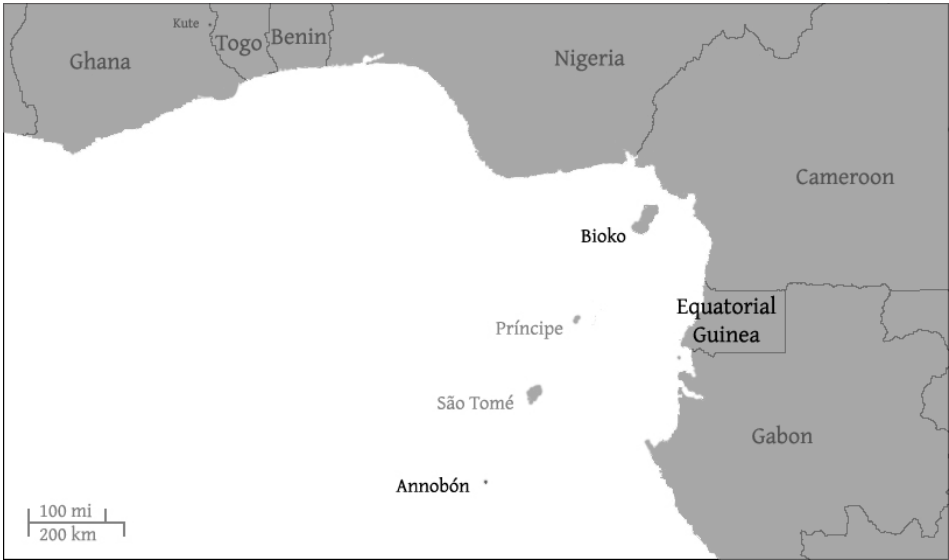 Kute
Ghana
Togo
Benin
Nigeria
Cameroon
Bioko
Equatorial
Guinea
Príncipe
São Tomé
Gabon
Annobón
100 mi
200 km